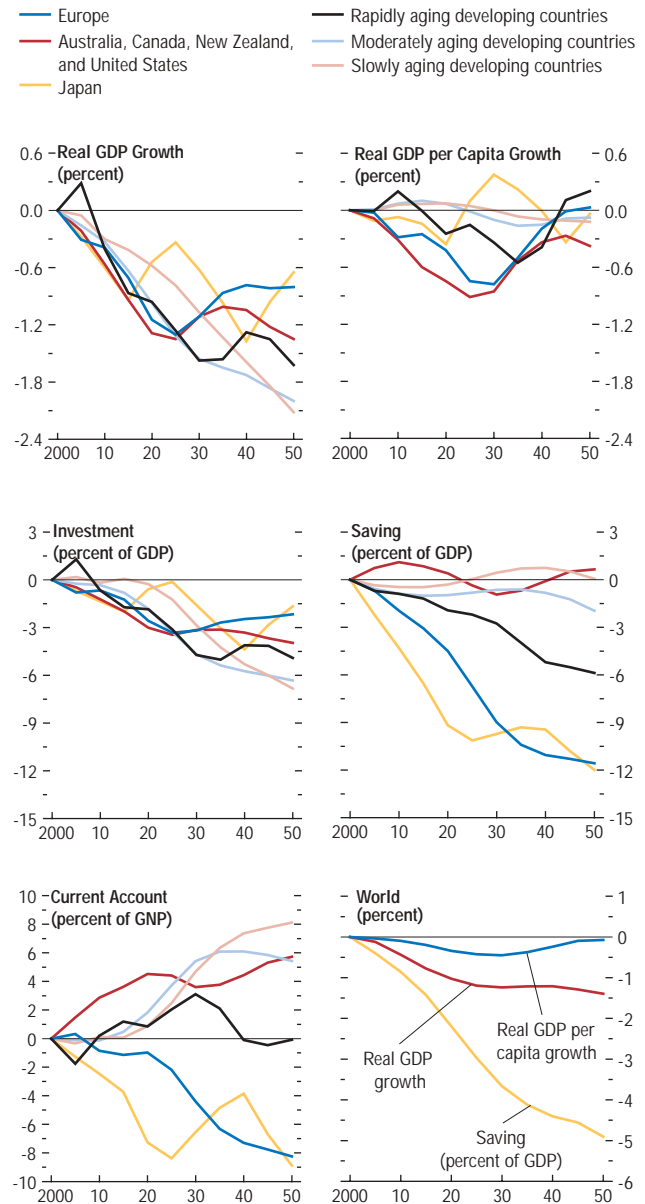 Europe
Australia, Canada, New Zealand,
and United States
Japan
Rapidly aging developing countries
Moderately aging developing countries
Slowly aging developing countries
Real GDP Growth
(percent)
0.6
0.0
-0.6
-1.2
-1.8
-2.4
2000 10 20 30 40 50
Real GDP per Capita Growth
(percent)
0.6
0.0
-0.6
-1.2
-1.8
-2.4
2000 10 20 30 40 50
Investment
(percent of GDP)
3
0
-3
-6
-9
-12
-15
2000 10 20 30 40 50
Saving
(percent of GDP)
3
0
-3
-6
-9
-12
-15
2000 10 20 30 40 50
Current Account
(percent of GNP)
10
8
6
4
2
0
-2
-4
-6
-8
-10
2000 10 20 30 40 50
World
(percent)
1
0
-1
-2
-3
-4
-5
-6
Real GDP per
capita growth
Real GDP
growth
Saving
(percent of GDP)
2000 10 20 30 40 50